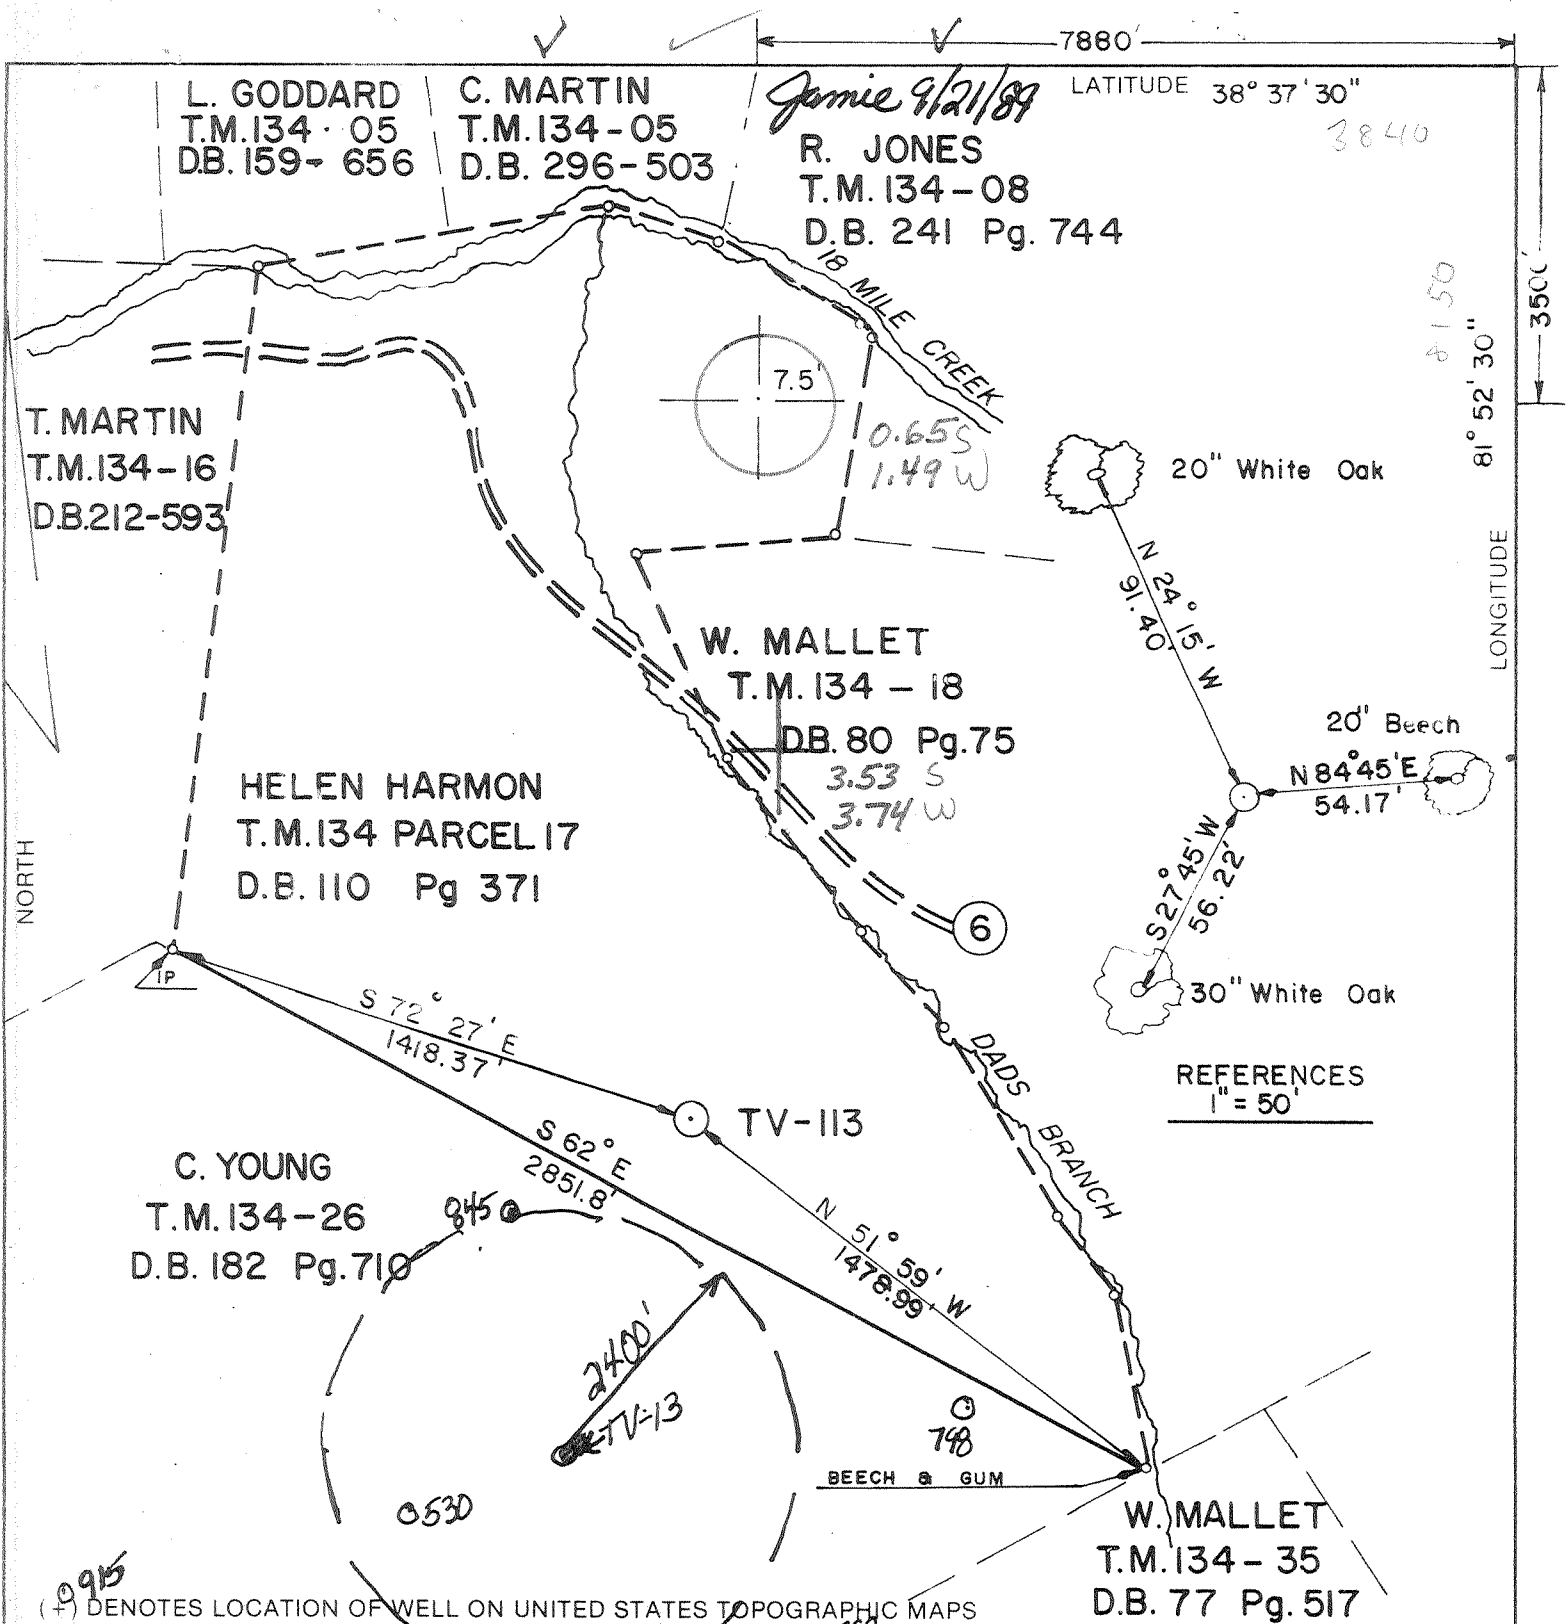 7880'
LATITUDE 38° 37' 30"
3840
L. GODDARD
T.M.134 · 05
D.B. 159- 656
C. MARTIN
T.M.134-05
D.B. 296-503
Jamie 9/21/89
R. JONES
T.M.134-08
D.B. 241 Pg. 744
18 MILE CREEK
3500'
8150
81° 52' 30"
LONGITUDE
7.5'
0.65 S
1.49 W
T. MARTIN
T.M.134-16
D.B.212-593
20" White Oak
N 24° 15' W
91.40'
W. MALLET
T.M.134-18
D.B. 80 Pg.75
3.53 S
3.74 W
20" Beech
N 84° 45' E
54.17'
S 27° 45' W
56.22'
30" White Oak
REFERENCES
1" = 50'
HELEN HARMON
T.M.134 PARCEL 17
D.B. 110 Pg 371
NORTH
6
IP
S 72° 27' E
1418.37'
TV-113
DADS BRANCH
S 62° E
2851.8'
N 51° 59' W
1478.99'
C. YOUNG
T.M.134-26
D.B. 182 Pg.710
845
2400'
TV-13
798
BEECH & GUM
530
W. MALLET
T.M.134-35
D.B. 77 Pg.517
915
(+) DENOTES LOCATION OF WELL ON UNITED STATES TOPOGRAPHIC MAPS